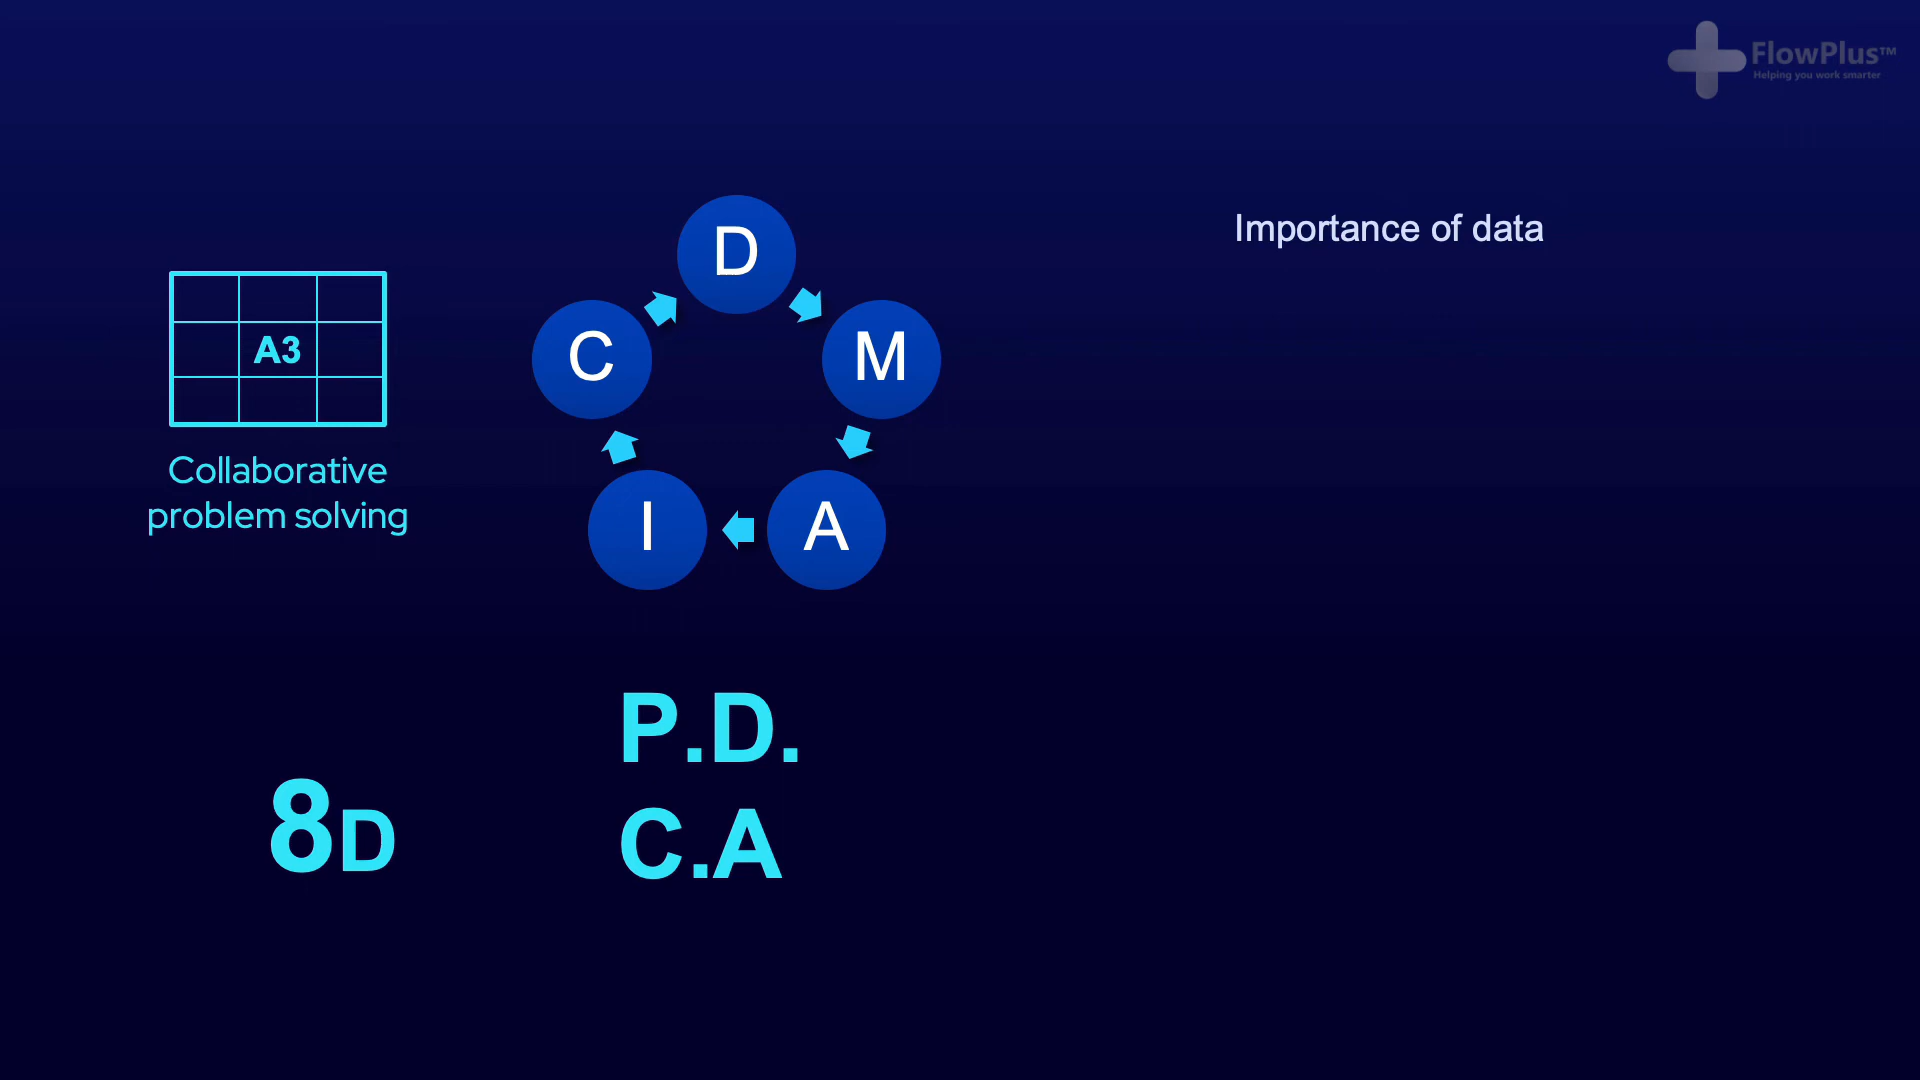 FlowPlus™
Helping you work smarter
Importance of data
D
M
A
I
C
A3
Collaborative
problem solving
P.D.
C.A
8D